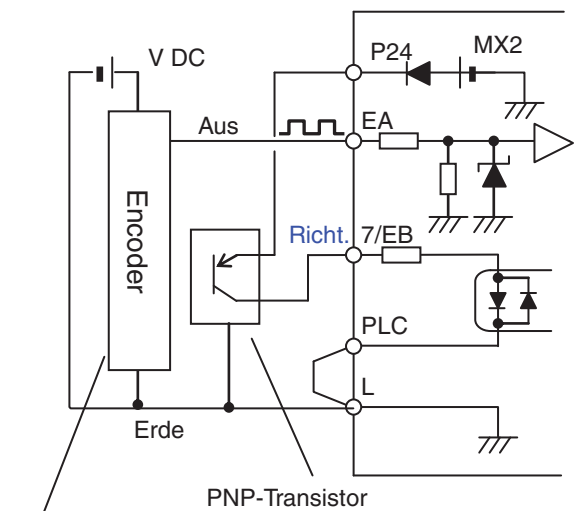 V DC
P24
MX2
Aus
EA
Encoder
Richt.
7/EB
PLC
L
Erde
PNP-Transistor